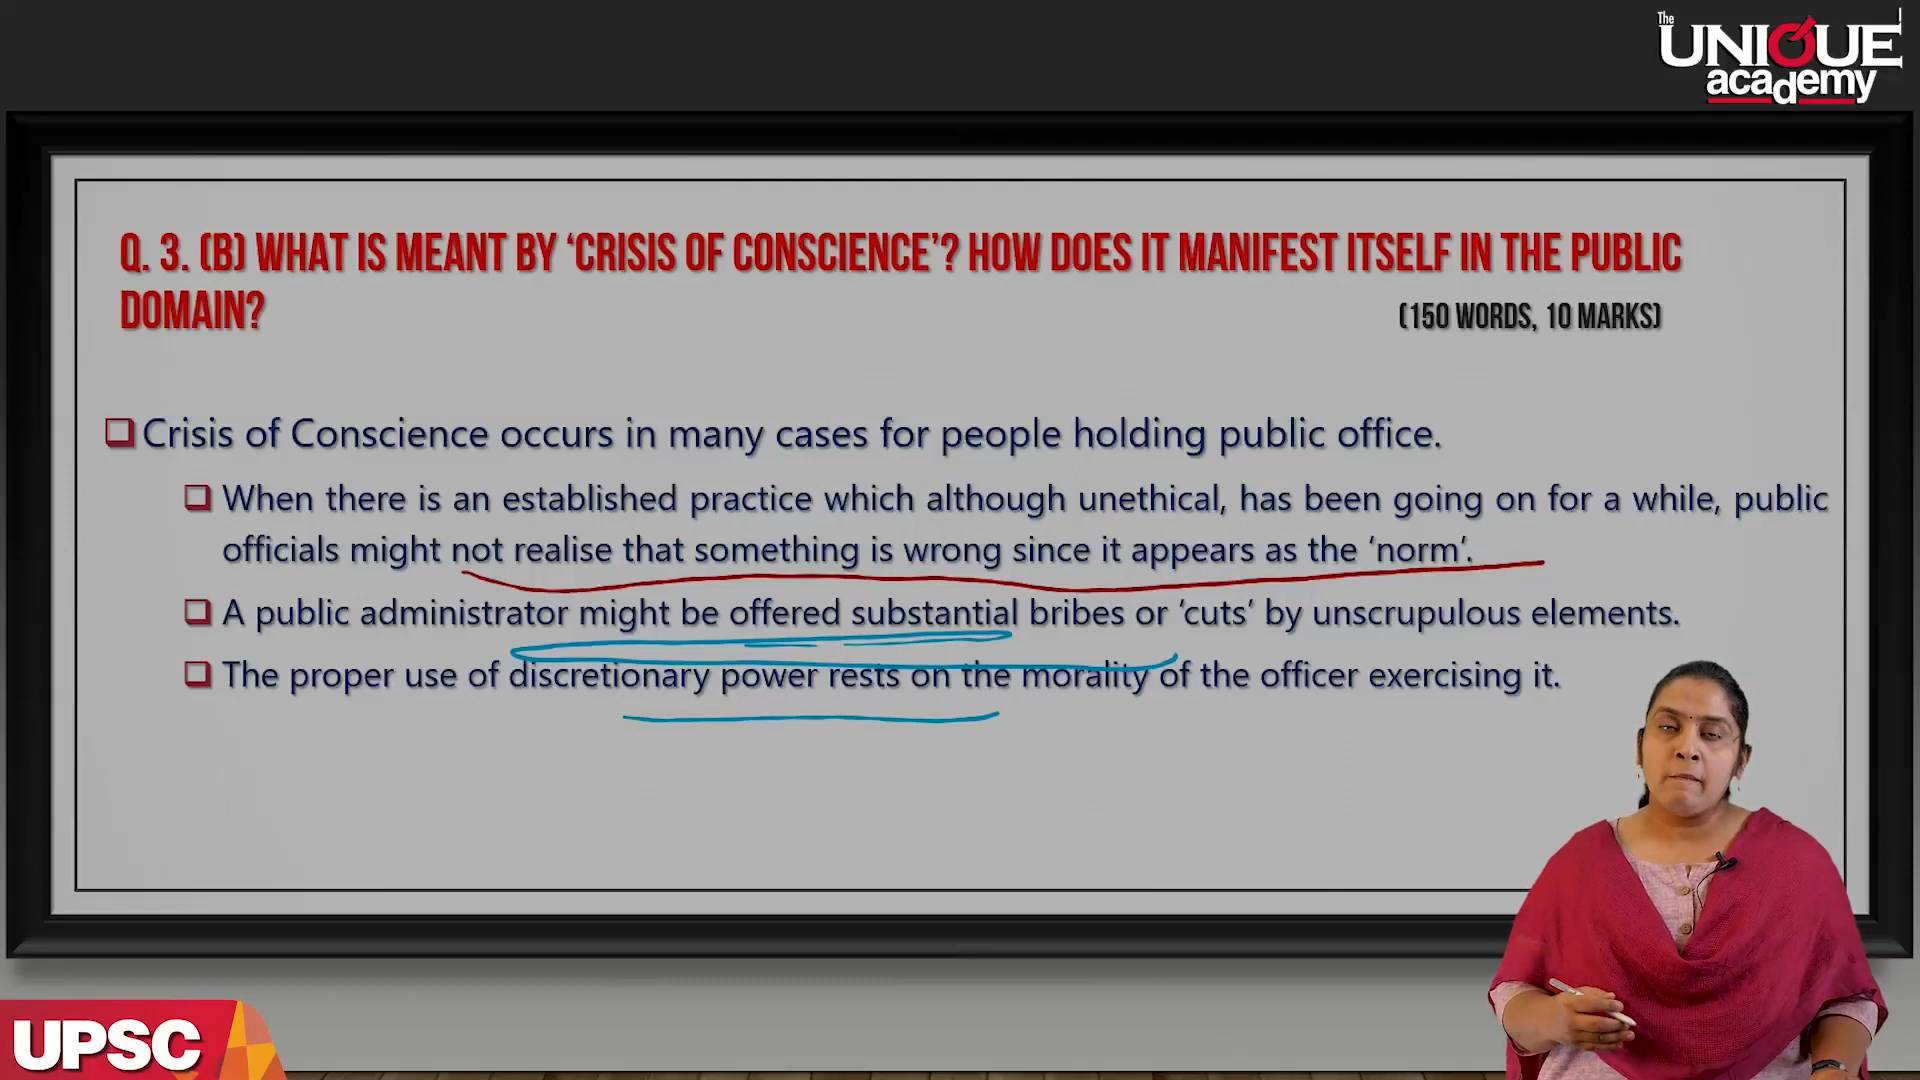 The
UNIQUE
academy
Q. 3. (B) WHAT IS MEANT BY ‘CRISIS OF CONSCIENCE’? HOW DOES IT MANIFEST ITSELF IN THE PUBLIC
DOMAIN?
(150 WORDS, 10 MARKS)
Crisis of Conscience occurs in many cases for people holding public office.
When there is an established practice which although unethical, has been going on for a while, public
officials might not realise that something is wrong since it appears as the ‘norm’.
A public administrator might be offered substantial bribes or ‘cuts’ by unscrupulous elements.
The proper use of discretionary power rests on the morality of the officer exercising it.
UPSC